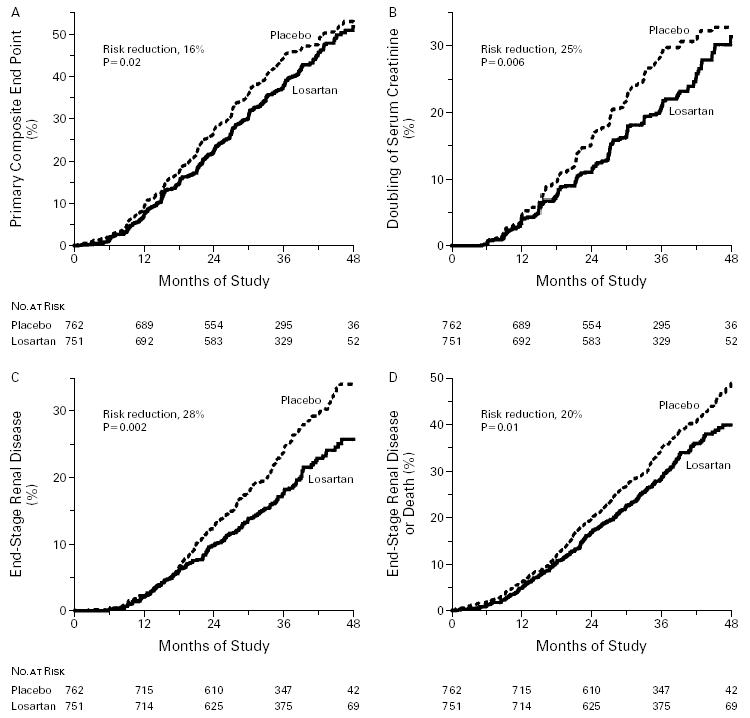 A
Primary Composite End Point
(%)
50
40
30
20
10
0
Risk reduction, 16%
P=0.02
Placebo
Losartan
0 12 24 36 48
Months of Study
B
Doubling of Serum Creatinine
(%)
30
20
10
0
Risk reduction, 25%
P=0.006
Placebo
Losartan
0 12 24 36 48
Months of Study
NO. AT RISK
Placebo 762 689 554 295 36 762 689 554 295 36
Losartan 751 692 583 329 52 751 692 583 329 52
C
End-Stage Renal Disease
(%)
30
20
10
0
Risk reduction, 28%
P=0.002
Placebo
Losartan
0 12 24 36 48
Months of Study
D
End-Stage Renal Disease
or Death (%)
50
40
30
20
10
0
Risk reduction, 20%
P=0.01
Placebo
Losartan
0 12 24 36 48
Months of Study
NO. AT RISK
Placebo 762 715 610 347 42 762 715 610 347 42
Losartan 751 714 625 375 69 751 714 625 375 69